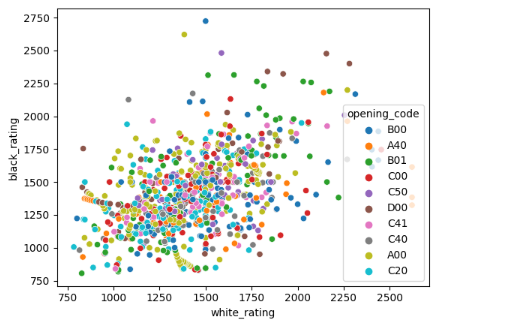 2750
2500
2250
2000
1750
1500
1250
1000
750
black_rating
750
1000
1250
1500
1750
2000
2250
2500
white_rating
opening_code
B00
A40
B01
C00
C50
D00
C41
C40
A00
C20